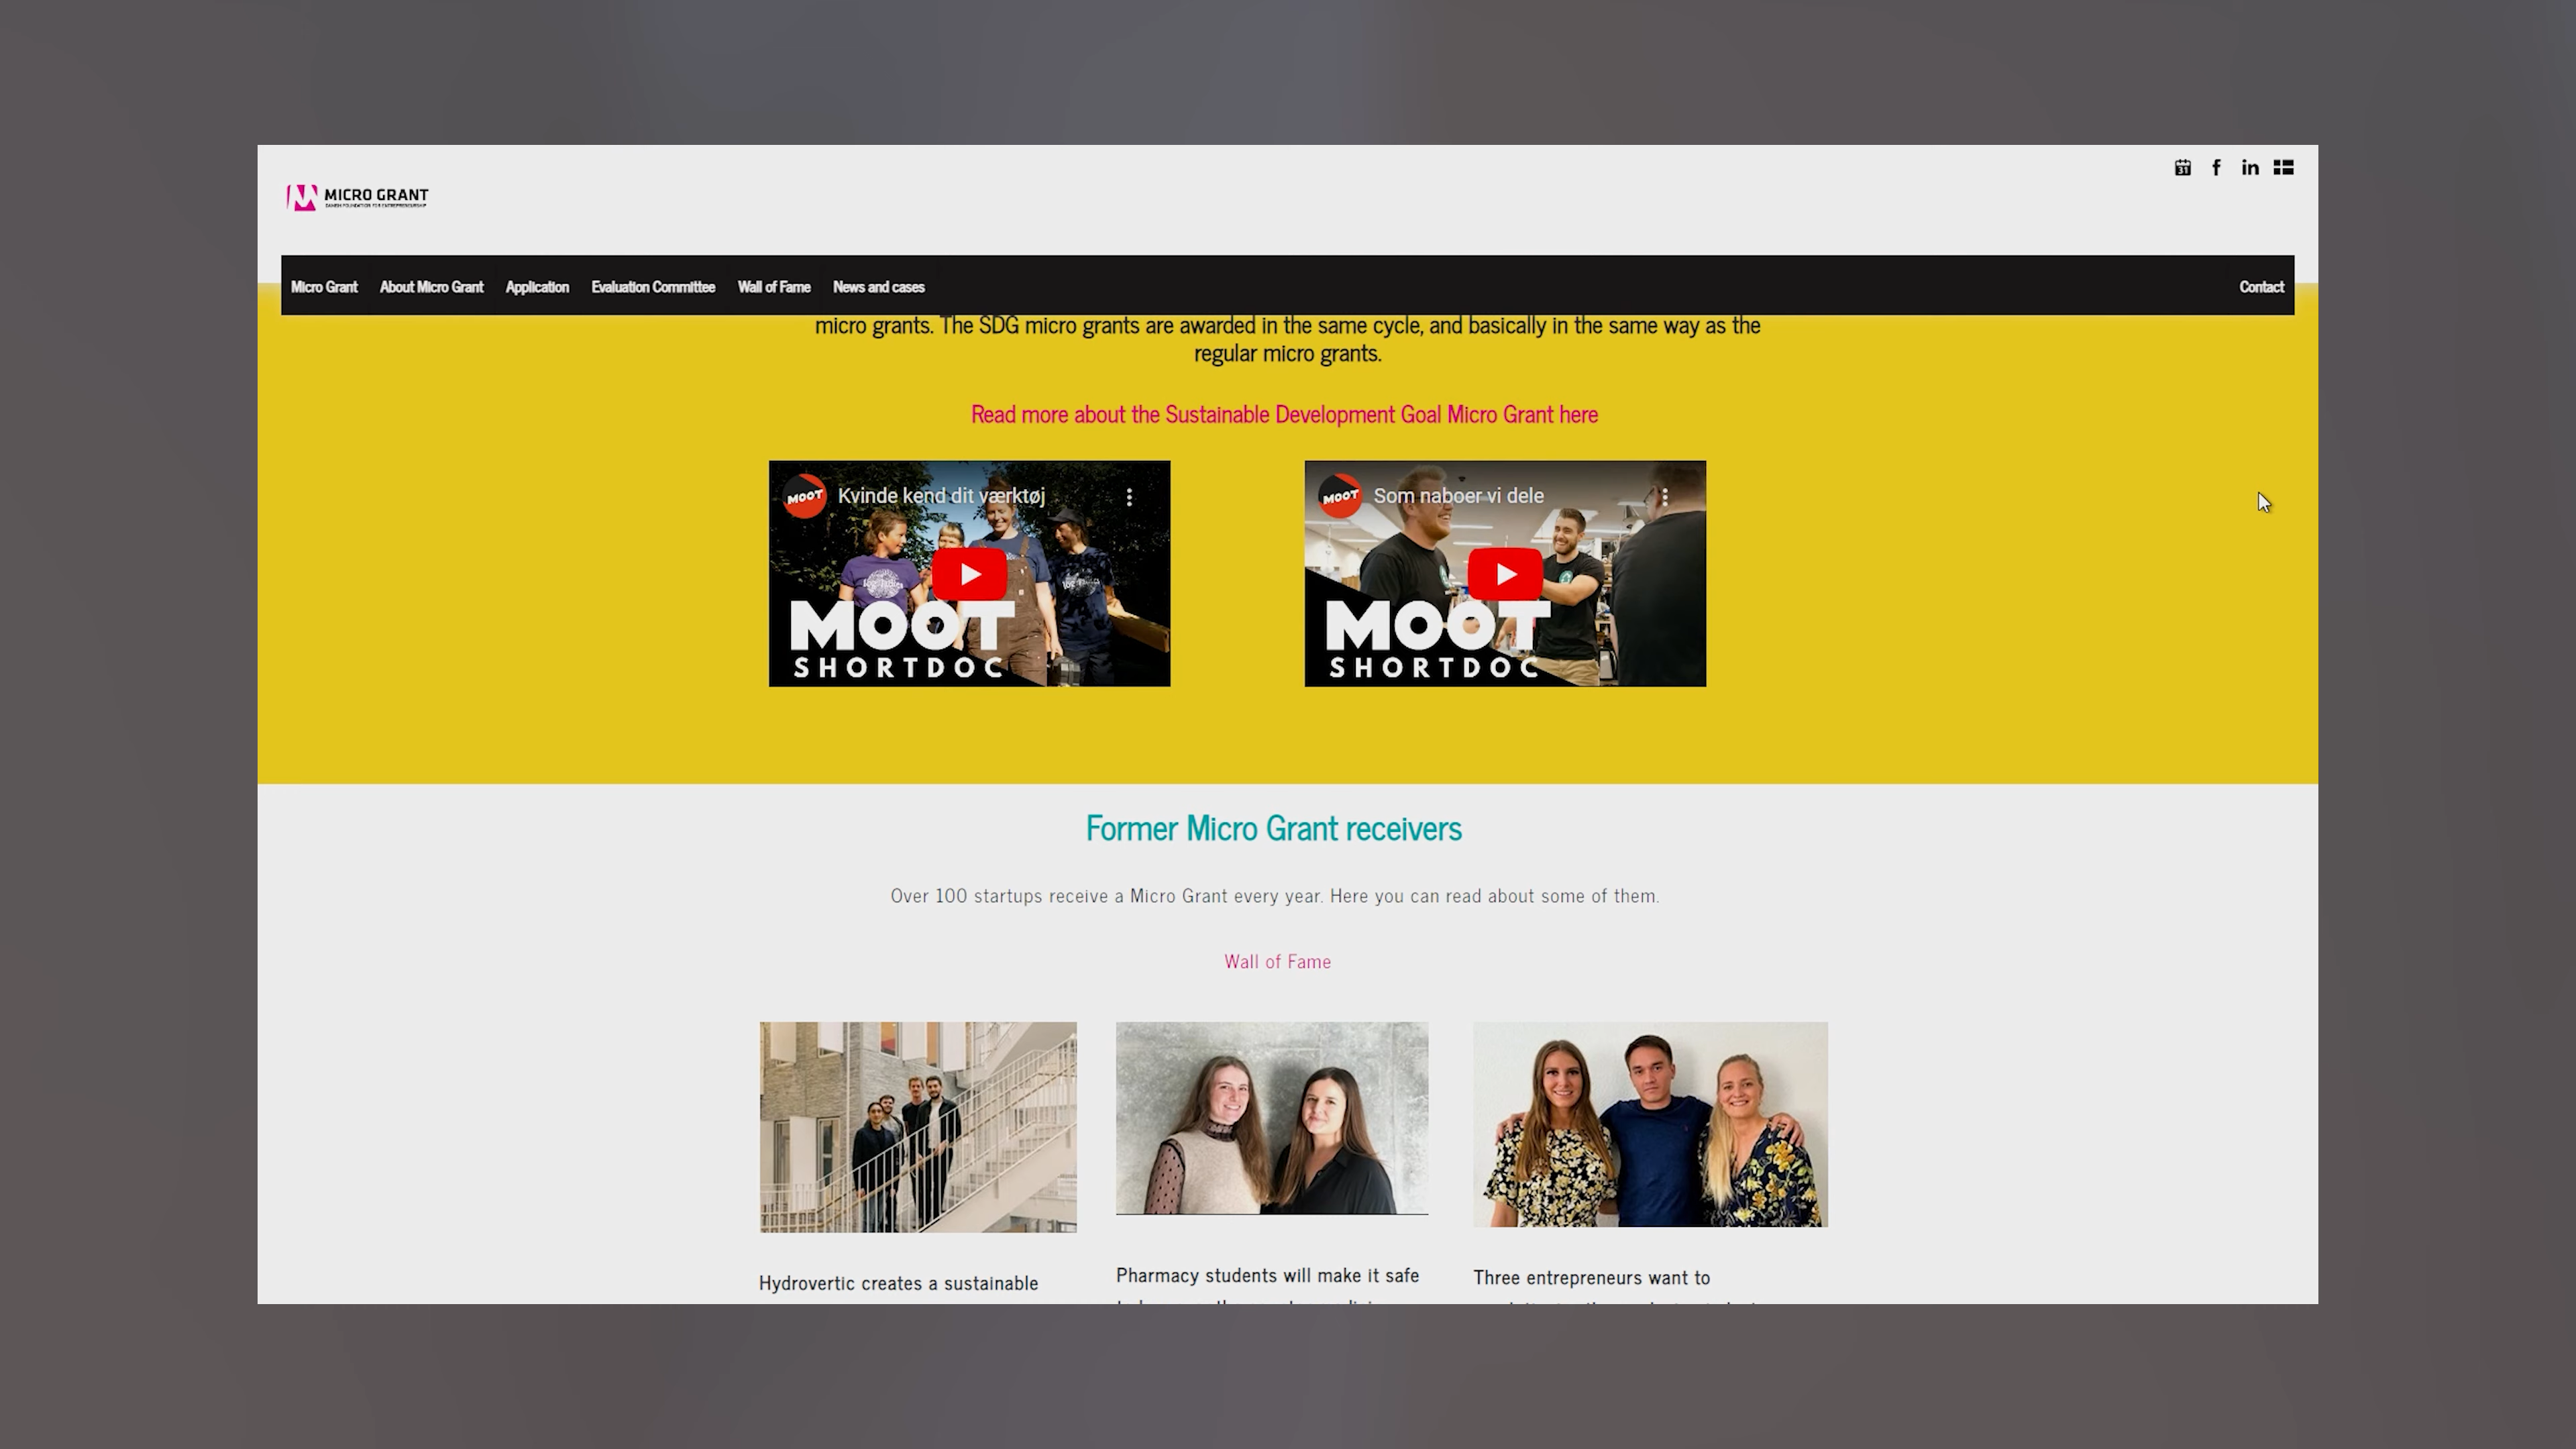 MICRO GRANT
DANISH FOUNDATION FOR ENTREPRENEURSHIP
31
f
in
Micro Grant
About Micro Grant
Application
Evaluation Committee
Wall of Fame
News and cases
Contact
micro grants. The SDG micro grants are awarded in the same cycle, and basically in the same way as the
regular micro grants.
Read more about the Sustainable Development Goal Micro Grant here
MOOT
Kvinde kend dit værktøj
MOOT
SHORTDOC
MOOT
Som naboer vi dele
MOOT
SHORTDOC
Former Micro Grant receivers
Over 100 startups receive a Micro Grant every year. Here you can read about some of them.
Wall of Fame
Hydrovertic creates a sustainable
Pharmacy students will make it safe
Three entrepreneurs want to